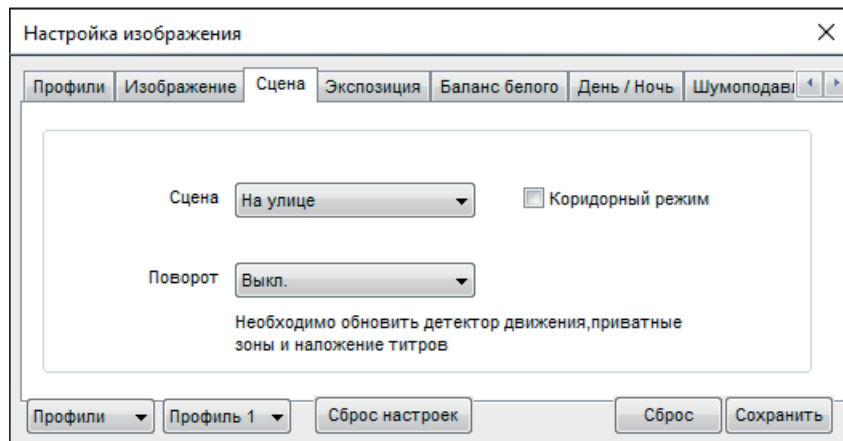 Настройка изображения
Профили Изображение Сцена Экспозиция Баланс белого День / Ночь Шумоподавл
Сцена На улице Коридорный режим
Поворот Выкл.
Необходимо обновить детектор движения,приватные
зоны и наложение титров
Профили Профиль 1 Сброс настроек Сброс Сохранить